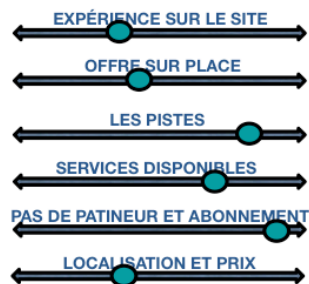 EXPÉRIENCE SUR LE SITE
OFFRE SUR PLACE
LES PISTES
SERVICES DISPONIBLES
PAS DE PATINEUR ET ABONNEMENT
LOCALISATION ET PRIX